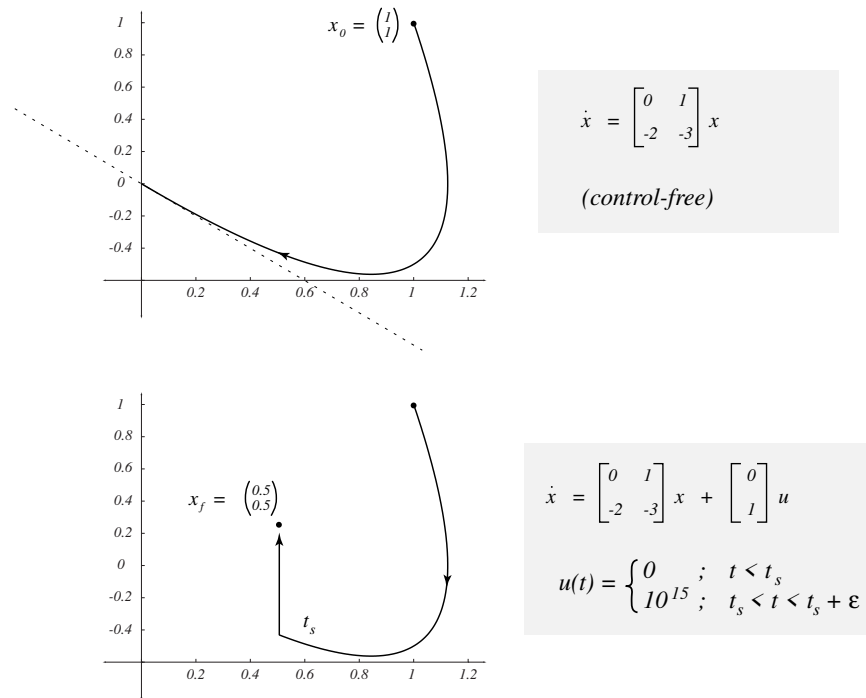 1
0.8
0.6
0.4
0.2
0
-0.2
-0.4
0.2 0.4 0.6 0.8 1 1.2
x_0 = (1 1)
ẋ = [0 1 -2 -3] x
(control-free)
1
0.8
0.6
0.4
0.2
0
-0.2
-0.4
0.2 0.4 0.6 0.8 1 1.2
x_f = (0.5 0.5)
t_s
ẋ = [0 1 -2 -3] x + [0 1] u
u(t) = { 0 ; t < t_s
10^15 ; t_s < t < t_s + ε